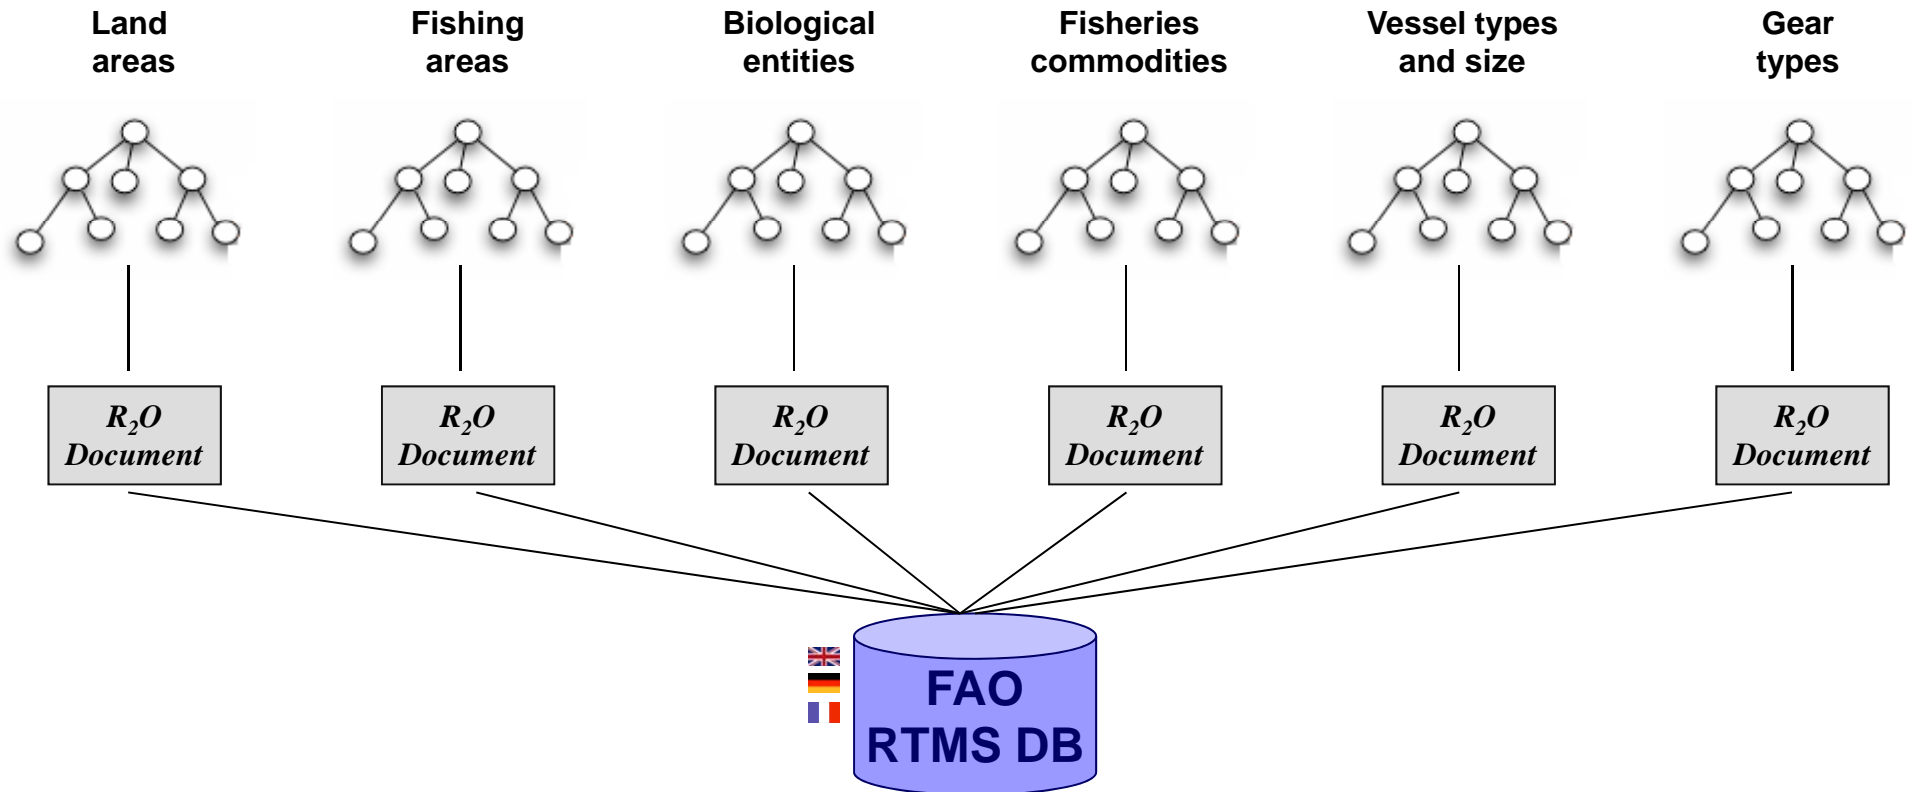 Land
areas
Fishing
areas
Biological
entities
Fisheries
commodities
Vessel types
and size
Gear
types
R₂O
Document
R₂O
Document
R₂O
Document
R₂O
Document
R₂O
Document
R₂O
Document
FAO
RTMS DB